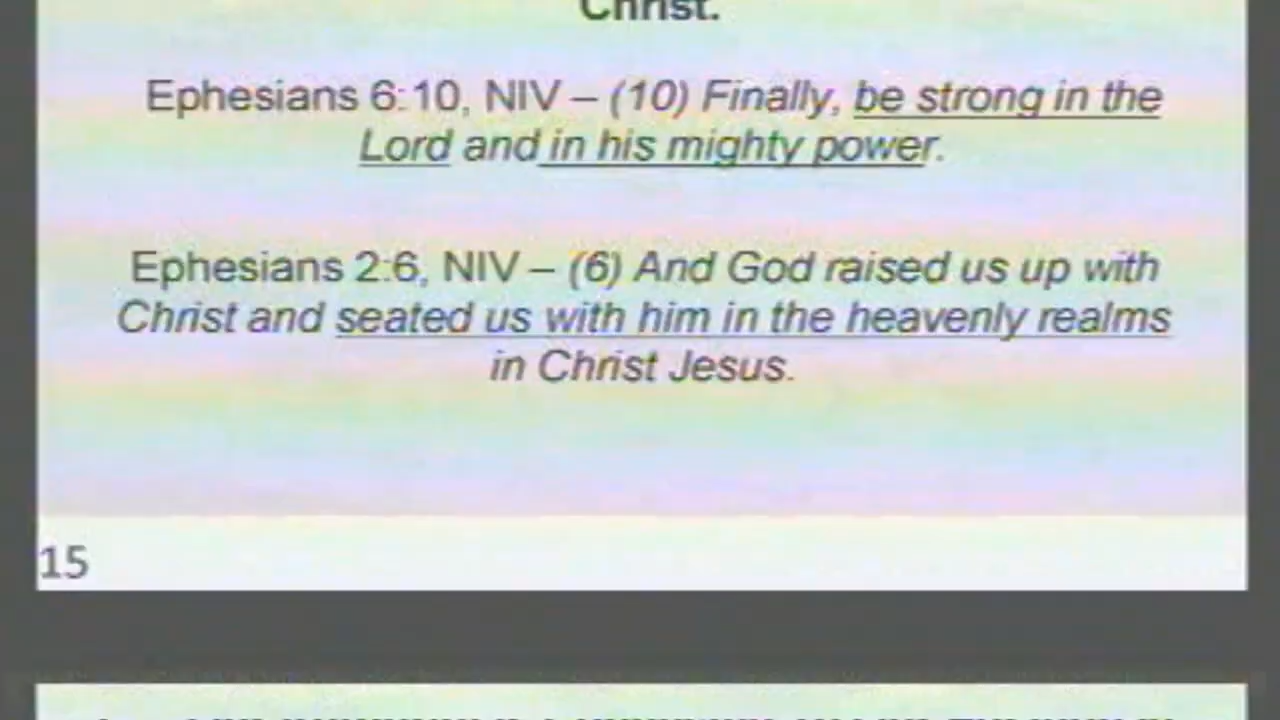 Christ.
Ephesians 6:10, NIV – (10) Finally, be strong in the
Lord and in his mighty power.
Ephesians 2:6, NIV – (6) And God raised us up with
Christ and seated us with him in the heavenly realms
in Christ Jesus.
15